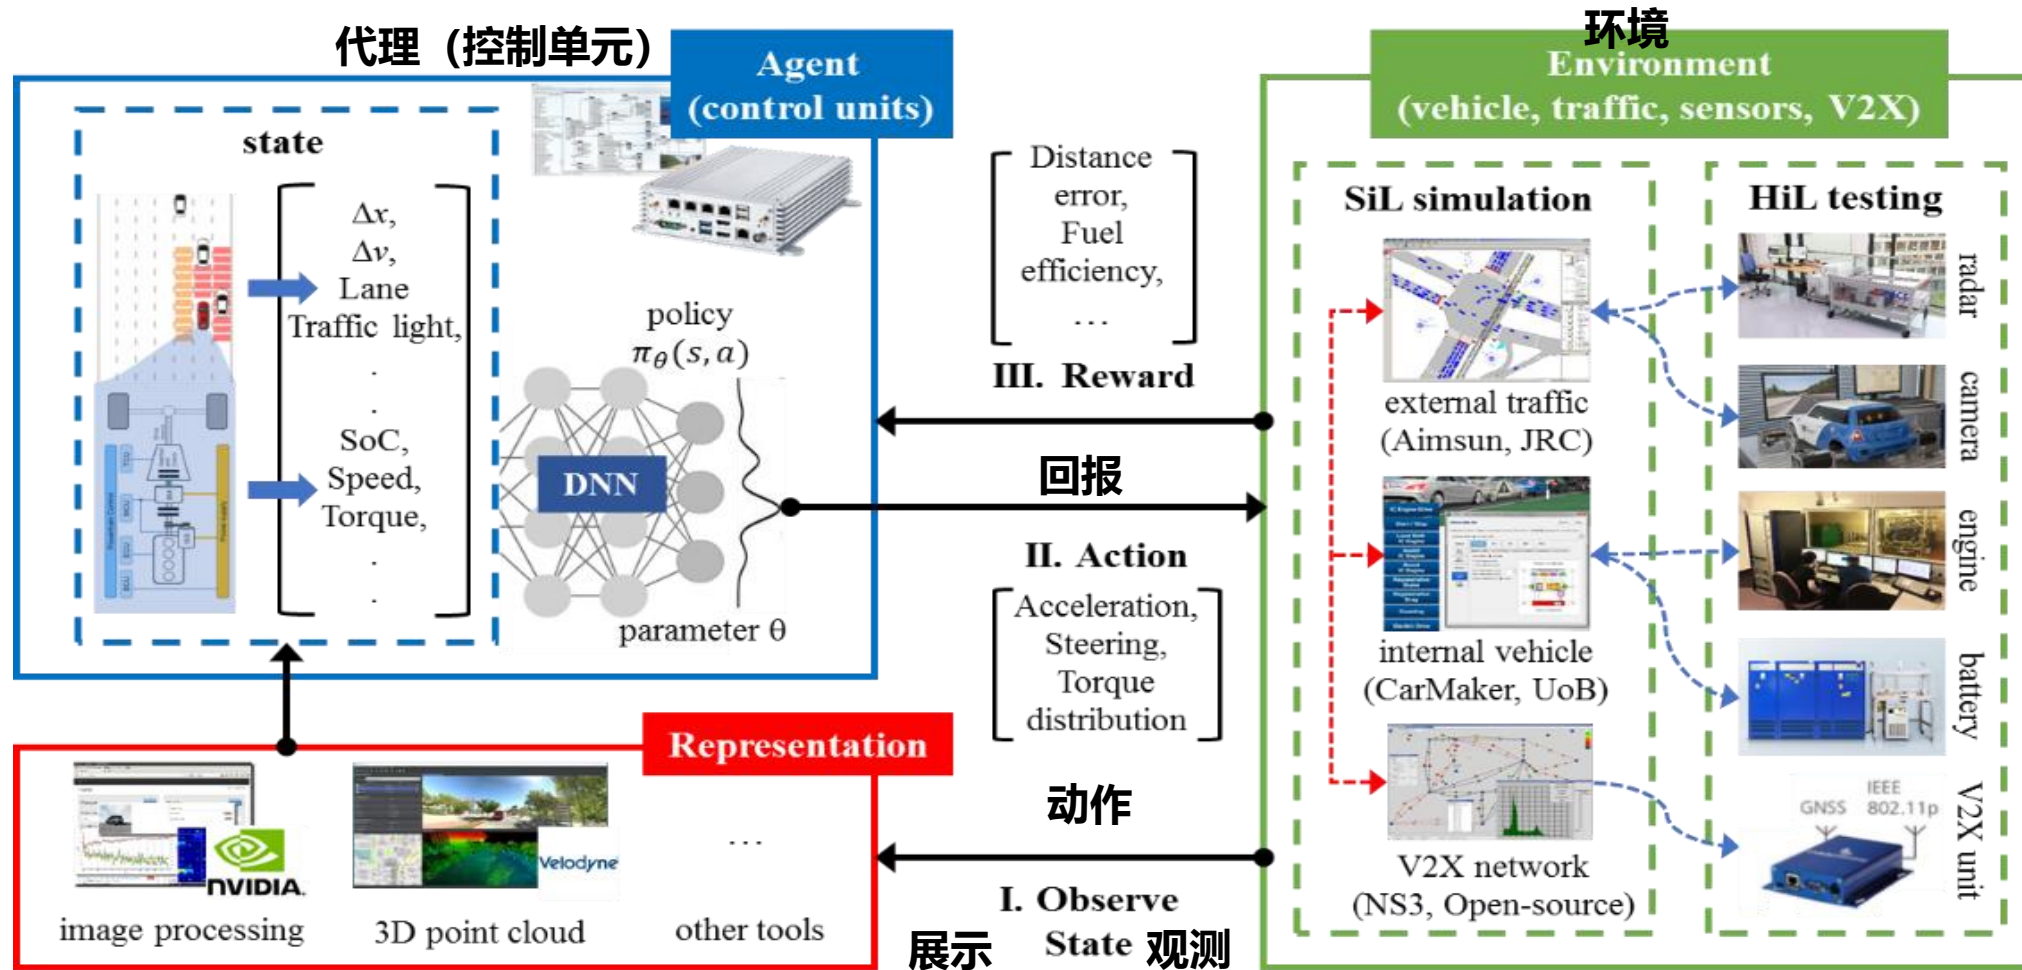 代理（控制单元）
Agent
(control units)
state
Δx,
Δv,
Lane
Traffic light,
.
.
SoC,
Speed,
Torque,
.
.
policy
π_θ(s, a)
DNN
parameter θ
Representation
NVIDIA.
image processing
Velodyne
3D point cloud
...
other tools
Distance
error,
Fuel
efficiency,
...
III. Reward
回报
II. Action
Acceleration,
Steering,
Torque
distribution
动作
I. Observe
State
展示
观测
环境
Environment
(vehicle, traffic, sensors, V2X)
SiL simulation
external traffic
(Aimsun, JRC)
internal vehicle
(CarMaker, UoB)
V2X network
(NS3, Open-source)
HiL testing
radar
camera
engine
battery
V2X unit
GNSS
IEEE
802.11p